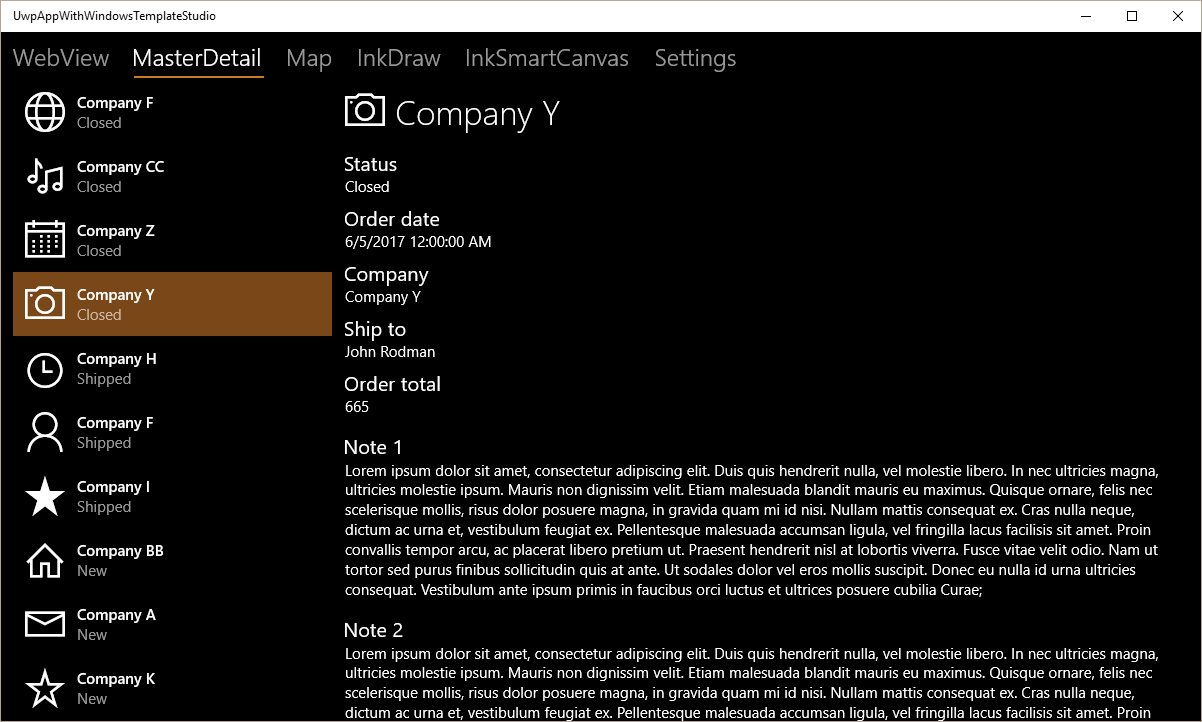 UwpAppWithWindowsTemplateStudio
WebView MasterDetail Map InkDraw InkSmartCanvas Settings
Company F
Closed
Company CC
Closed
Company Z
Closed
Company Y
Closed
Company H
Shipped
Company F
Shipped
Company I
Shipped
Company BB
New
Company A
New
Company K
New
Company Y
Status
Closed
Order date
6/5/2017 12:00:00 AM
Company
Company Y
Ship to
John Rodman
Order total
665
Note 1
Lorem ipsum dolor sit amet, consectetur adipiscing elit. Duis quis hendrerit nulla, vel molestie libero. In nec ultricies magna,
ultricies molestie ipsum. Mauris non dignissim velit. Etiam malesuada blandit mauris eu maximus. Quisque ornare, felis nec
scelerisque mollis, risus dolor posuere magna, in gravida quam mi id nisi. Nullam mattis consequat ex. Cras nulla neque,
dictum ac urna et, vestibulum feugiat ex. Pellentesque malesuada accumsan ligula, vel fringilla lacus facilisis sit amet. Proin
convallis tempor arcu, ac placerat libero pretium ut. Praesent hendrerit nisl at lobortis viverra. Fusce vitae velit odio. Nam ut
tortor sed purus finibus sollicitudin quis at ante. Ut sodales dolor vel eros mollis suscipit. Donec eu nulla id urna ultricies
consequat. Vestibulum ante ipsum primis in faucibus orci luctus et ultrices posuere cubilia Curae;
Note 2
Lorem ipsum dolor sit amet, consectetur adipiscing elit. Duis quis hendrerit nulla, vel molestie libero. In nec ultricies magna,
ultricies molestie ipsum. Mauris non dignissim velit. Etiam malesuada blandit mauris eu maximus. Quisque ornare, felis nec
scelerisque mollis, risus dolor posuere magna, in gravida quam mi id nisi. Nullam mattis consequat ex. Cras nulla neque,
dictum ac urna et, vestibulum feugiat ex. Pellentesque malesuada accumsan ligula, vel fringilla lacus facilisis sit amet. Proin